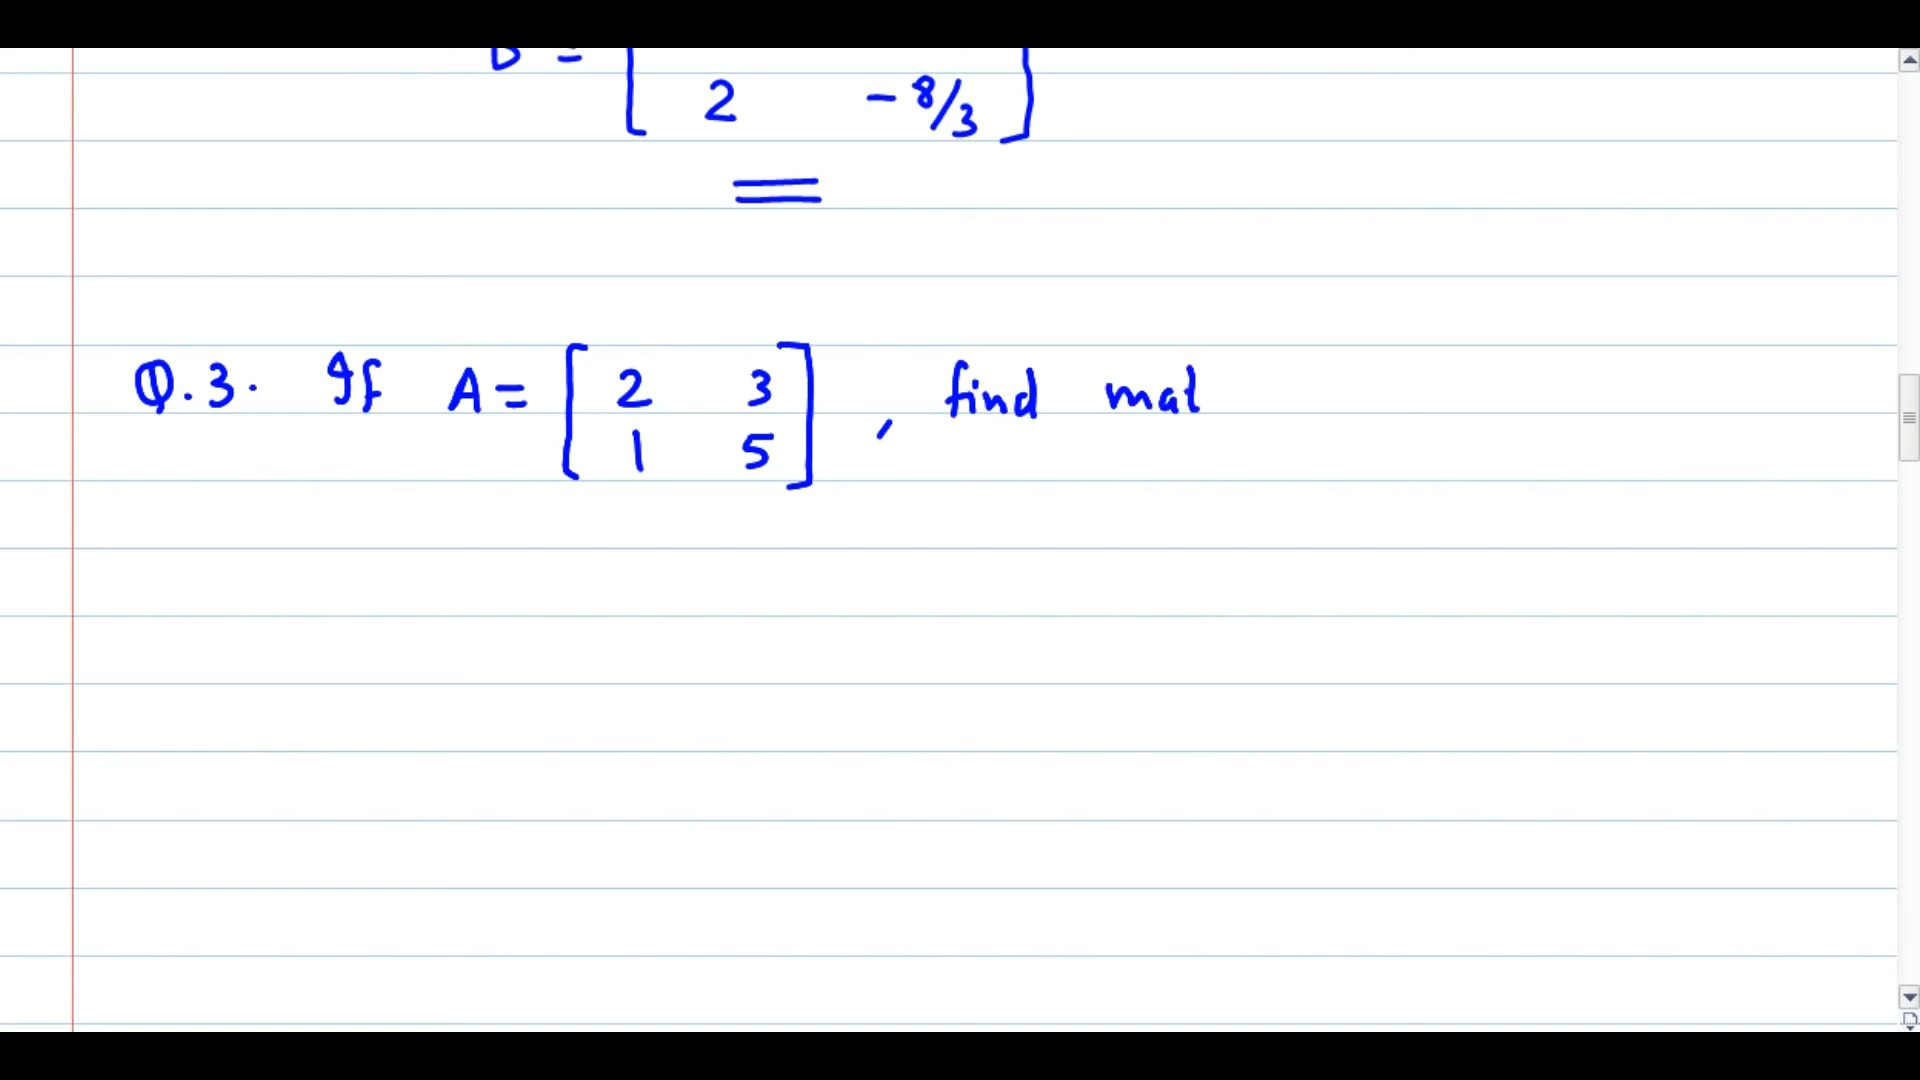 B =
2 - 8/3
Q.3. If A = [ 2 3 ] , find mat
1 5